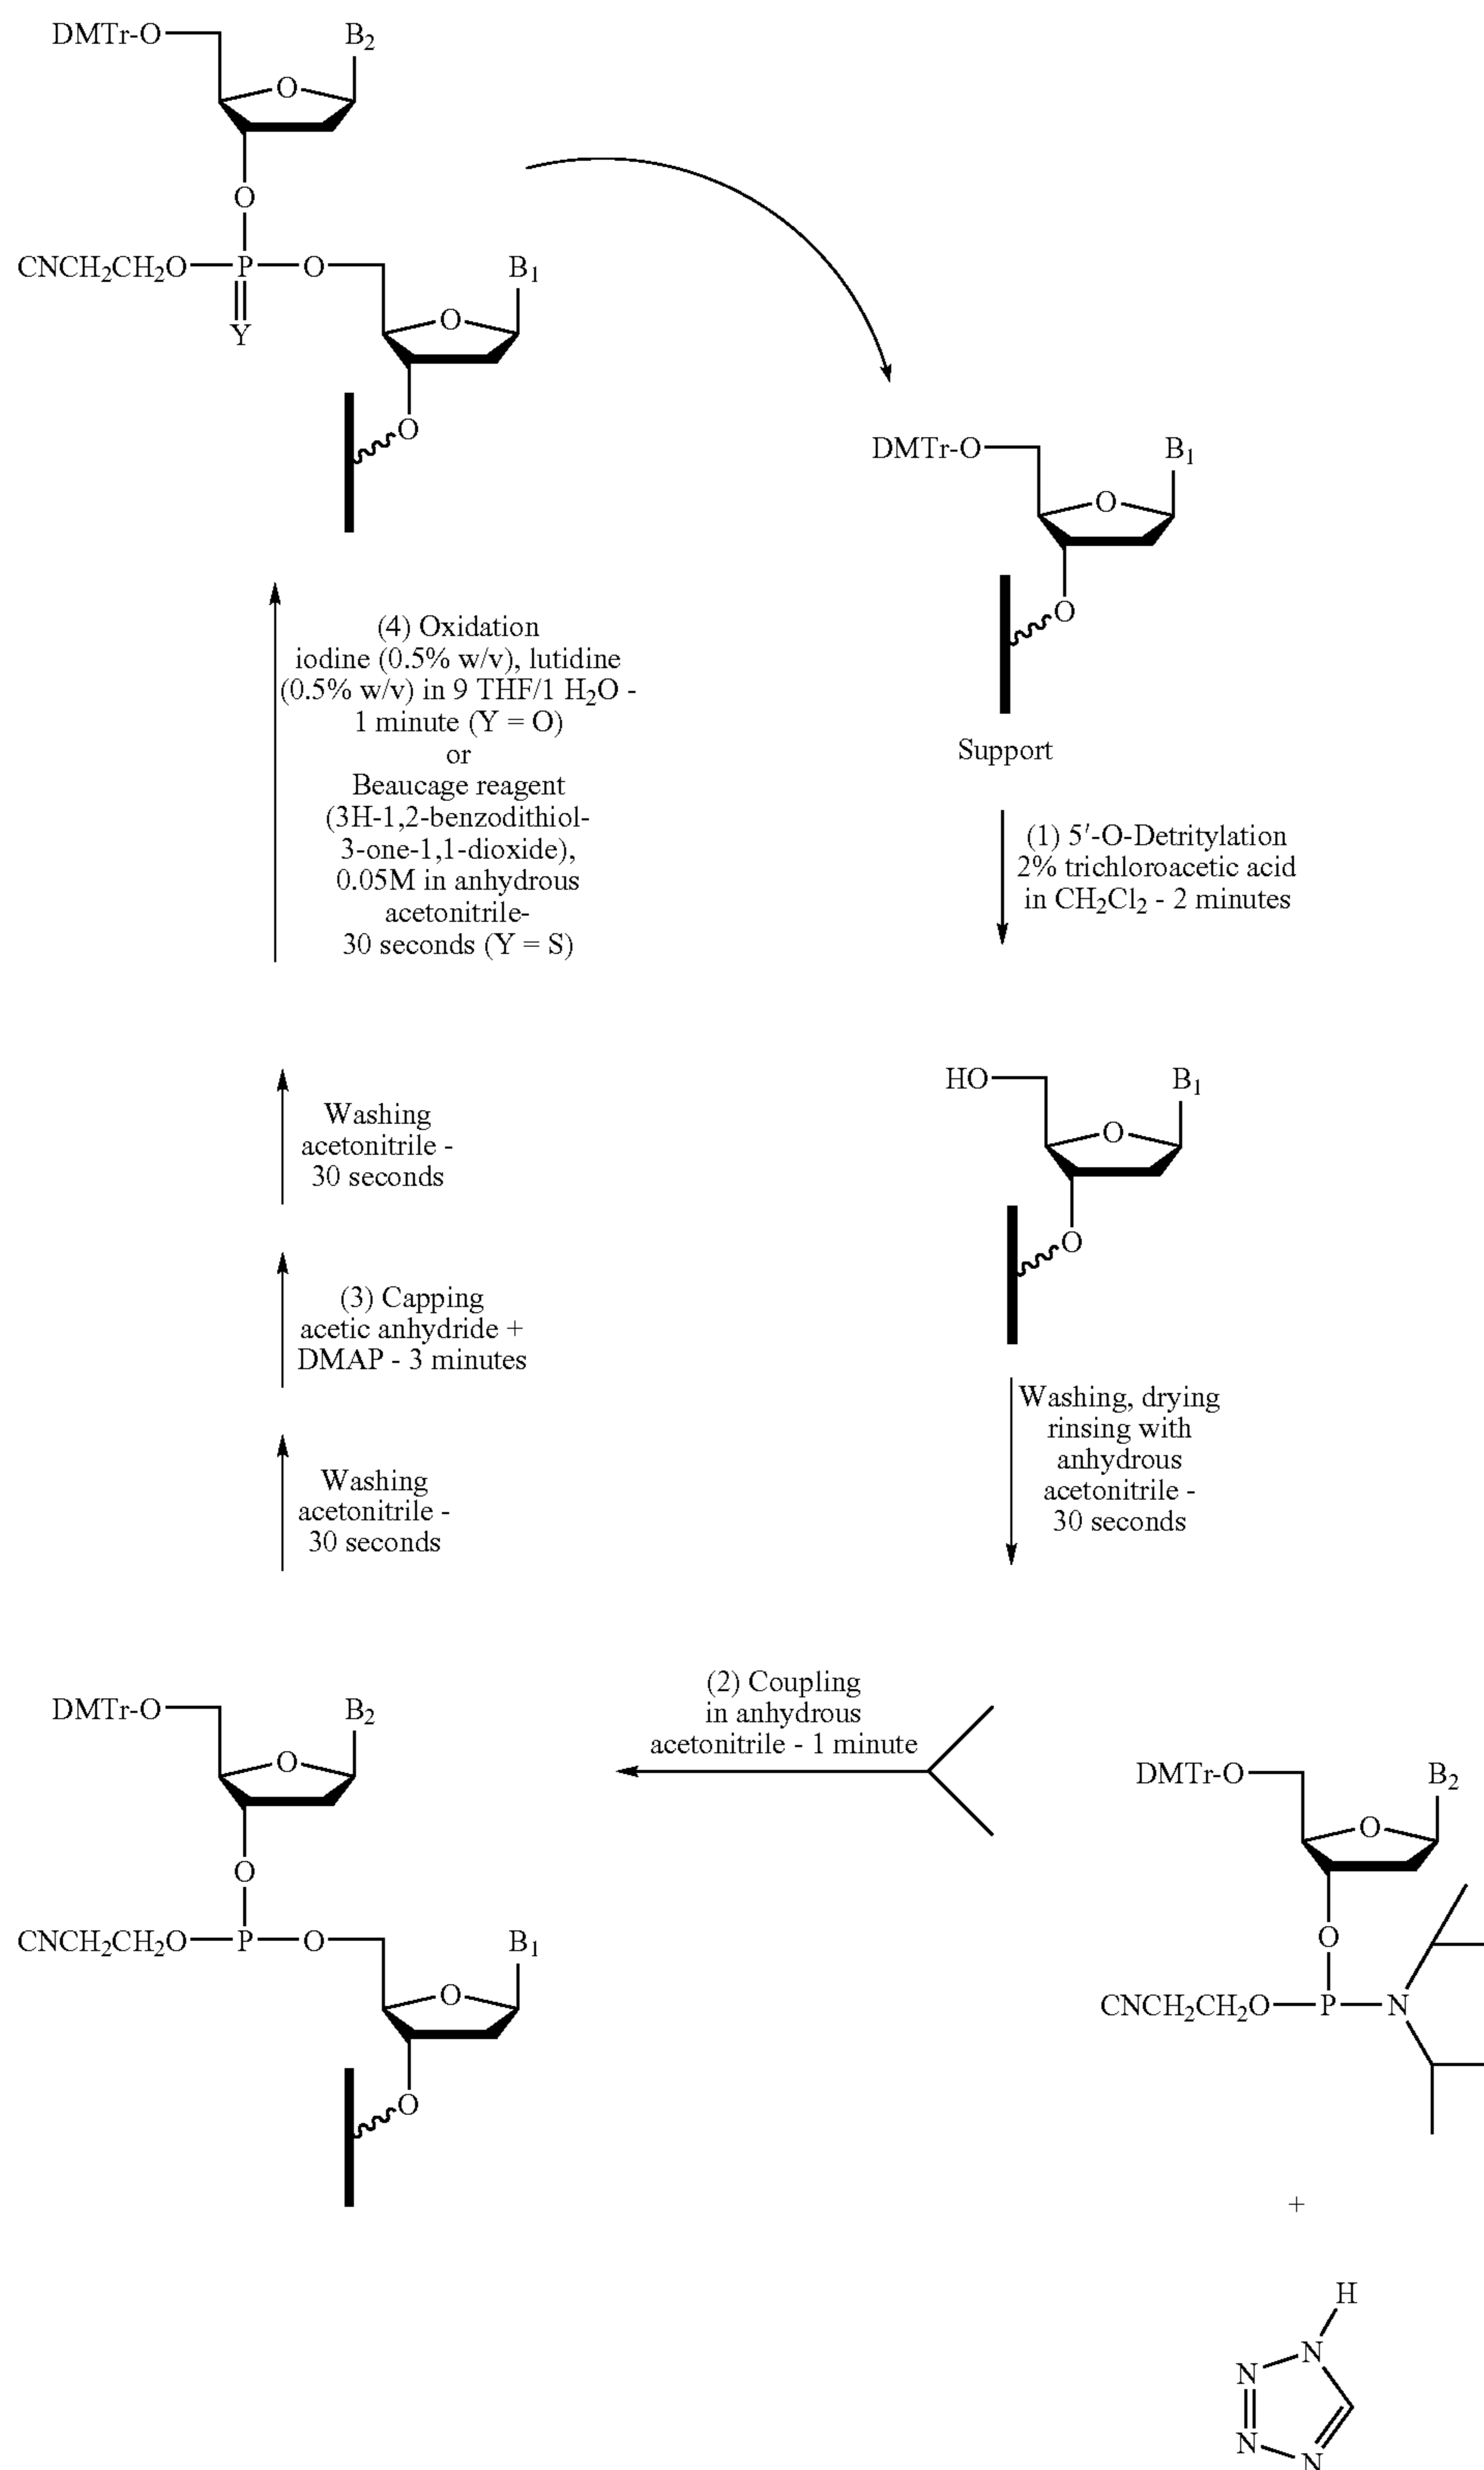 DMTr-O
B₂
O
O
CNCH₂CH₂O
P
O
B₁
Y
O
O
DMTr-O
B₁
O
O
Support
(4) Oxidation
iodine (0.5% w/v), lutidine
(0.5% w/v) in 9 THF/1 H₂O -
1 minute (Y = O)
or
Beaucage reagent
(3H-1,2-benzodithiol-
3-one-1,1-dioxide),
0.05M in anhydrous
acetonitrile-
30 seconds (Y = S)
(1) 5′-O-Detritylation
2% trichloroacetic acid
in CH₂Cl₂ - 2 minutes
HO
B₁
O
O
Washing
acetonitrile -
30 seconds
(3) Capping
acetic anhydride +
DMAP - 3 minutes
Washing
acetonitrile -
30 seconds
Washing, drying
rinsing with
anhydrous
acetonitrile -
30 seconds
(2) Coupling
in anhydrous
acetonitrile - 1 minute
DMTr-O
B₂
O
O
CNCH₂CH₂O
P
O
B₁
O
O
DMTr-O
B₂
O
O
CNCH₂CH₂O
P
N
+
H
N
N
N
N